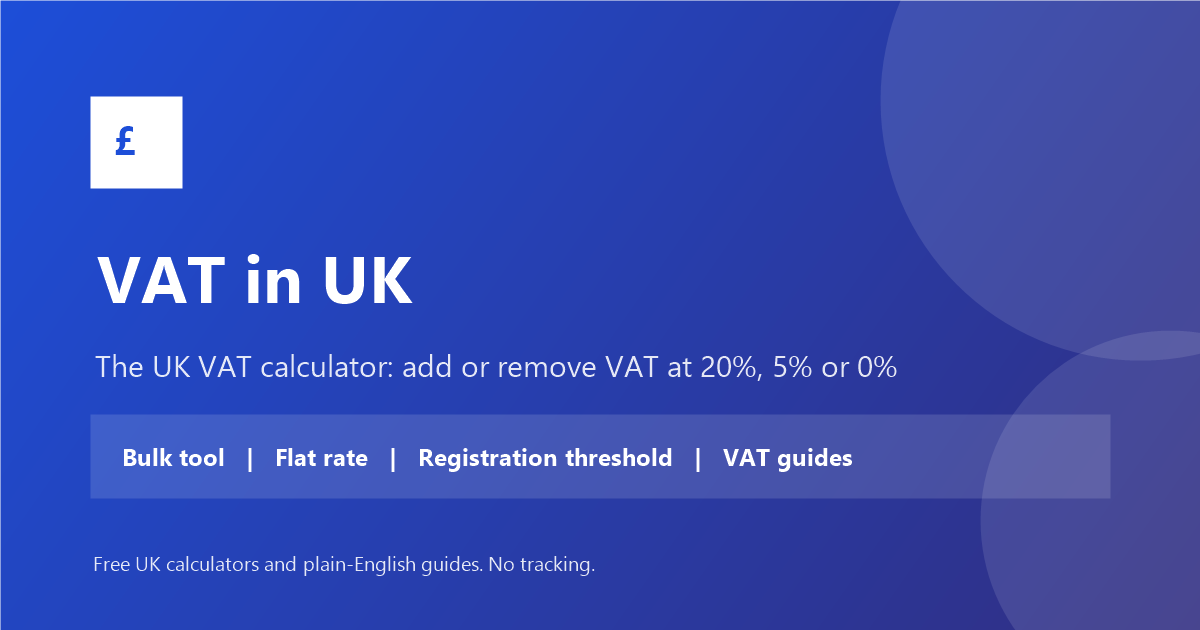 £
VAT in UK
The UK VAT calculator: add or remove VAT at 20%, 5% or 0%
Bulk tool | Flat rate | Registration threshold | VAT guides
Free UK calculators and plain-English guides. No tracking.